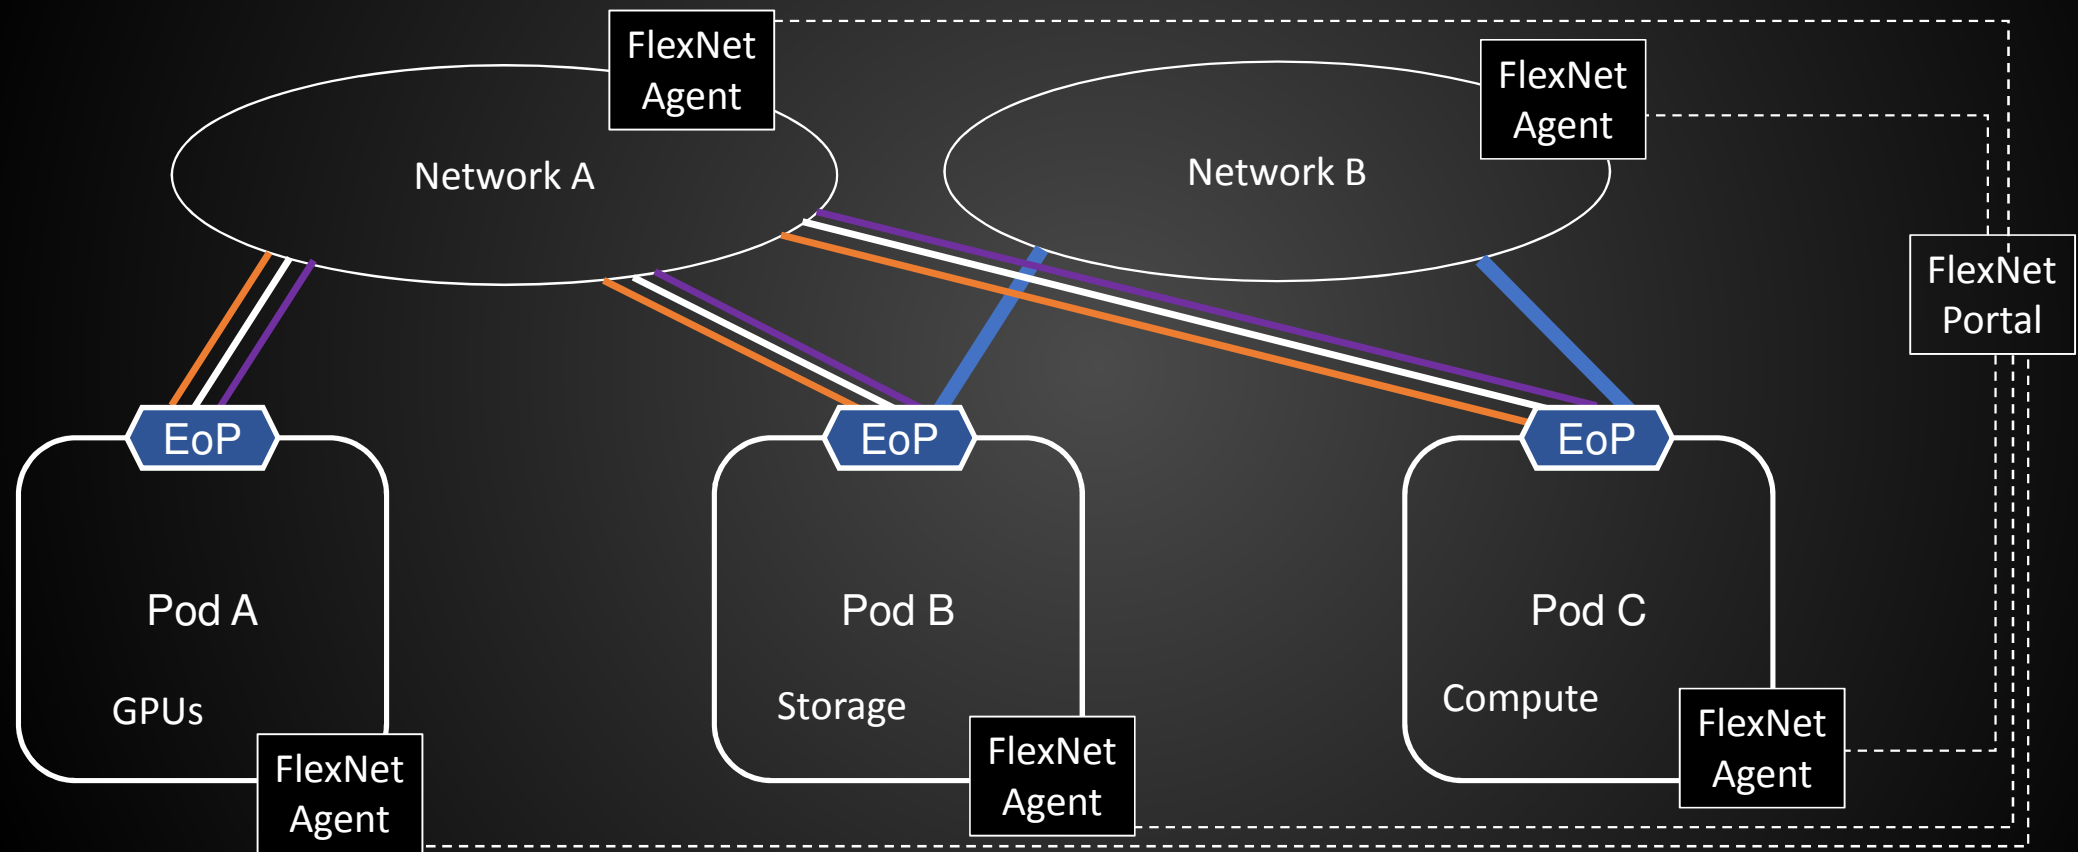 FlexNet
Agent
FlexNet
Agent
Network A
Network B
FlexNet
Portal
EoP
EoP
EoP
Pod A
Pod B
Pod C
GPUs
Storage
Compute
FlexNet
Agent
FlexNet
Agent
FlexNet
Agent